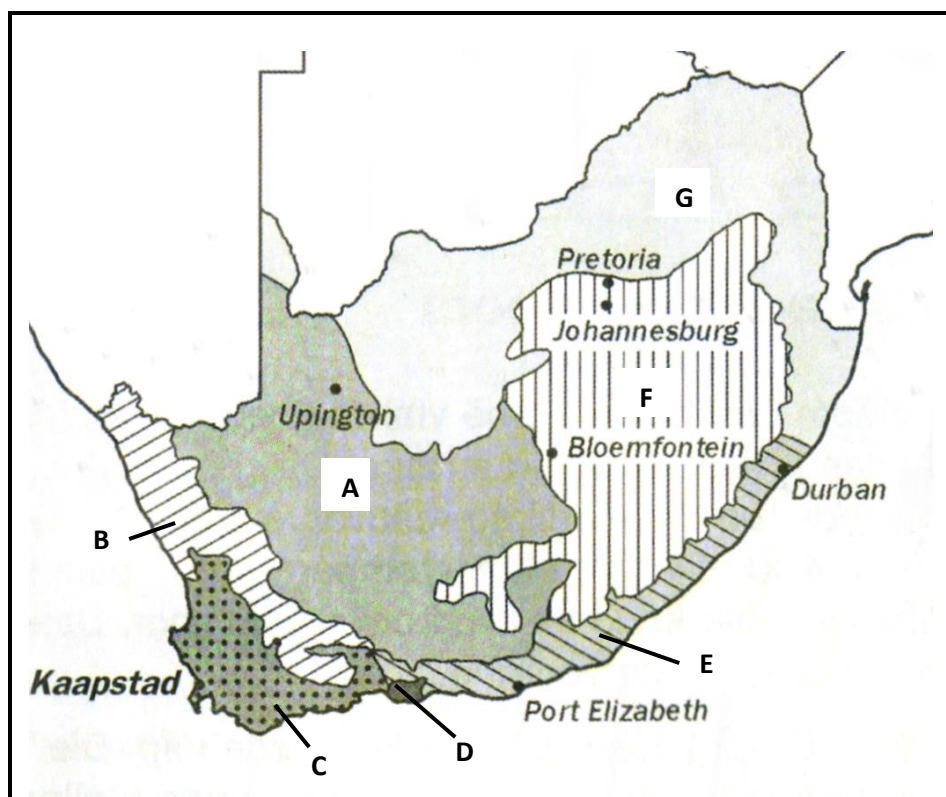 G
Pretoria
Johannesburg
F
Upington
Bloemfontein
A
Durban
B
E
Kaapstad
Port Elizabeth
D
C